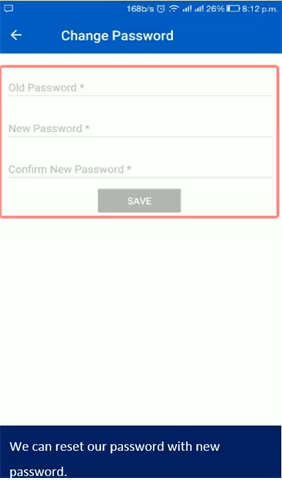 168b/s 26% 8:12 p.m.
Change Password
Old Password *
New Password *
Confirm New Password *
SAVE
We can reset our password with new
password.